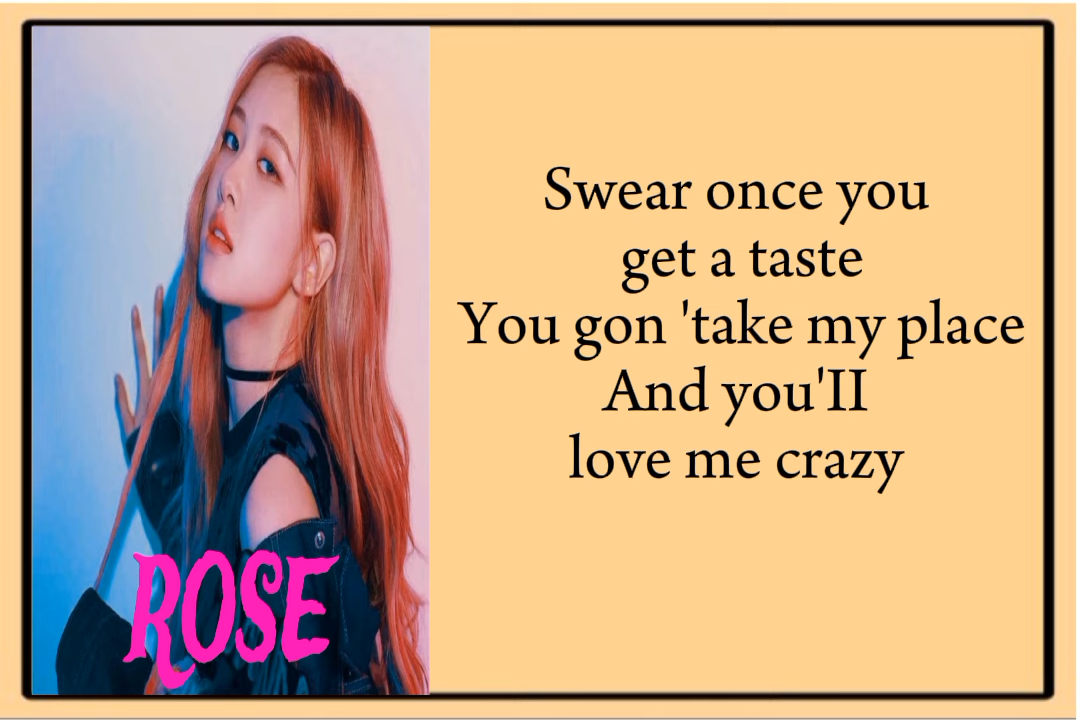 ROSE
Swear once you
get a taste
You gon 'take my place
And you'II
love me crazy